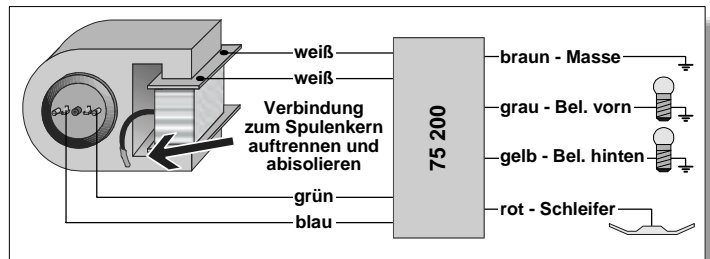 weiß
weiß
Verbindung
zum Spulenkern
auftrennen und
abisolieren
grün
blau
75 200
braun - Masse
grau - Bel. vorn
gelb - Bel. hinten
rot - Schleifer